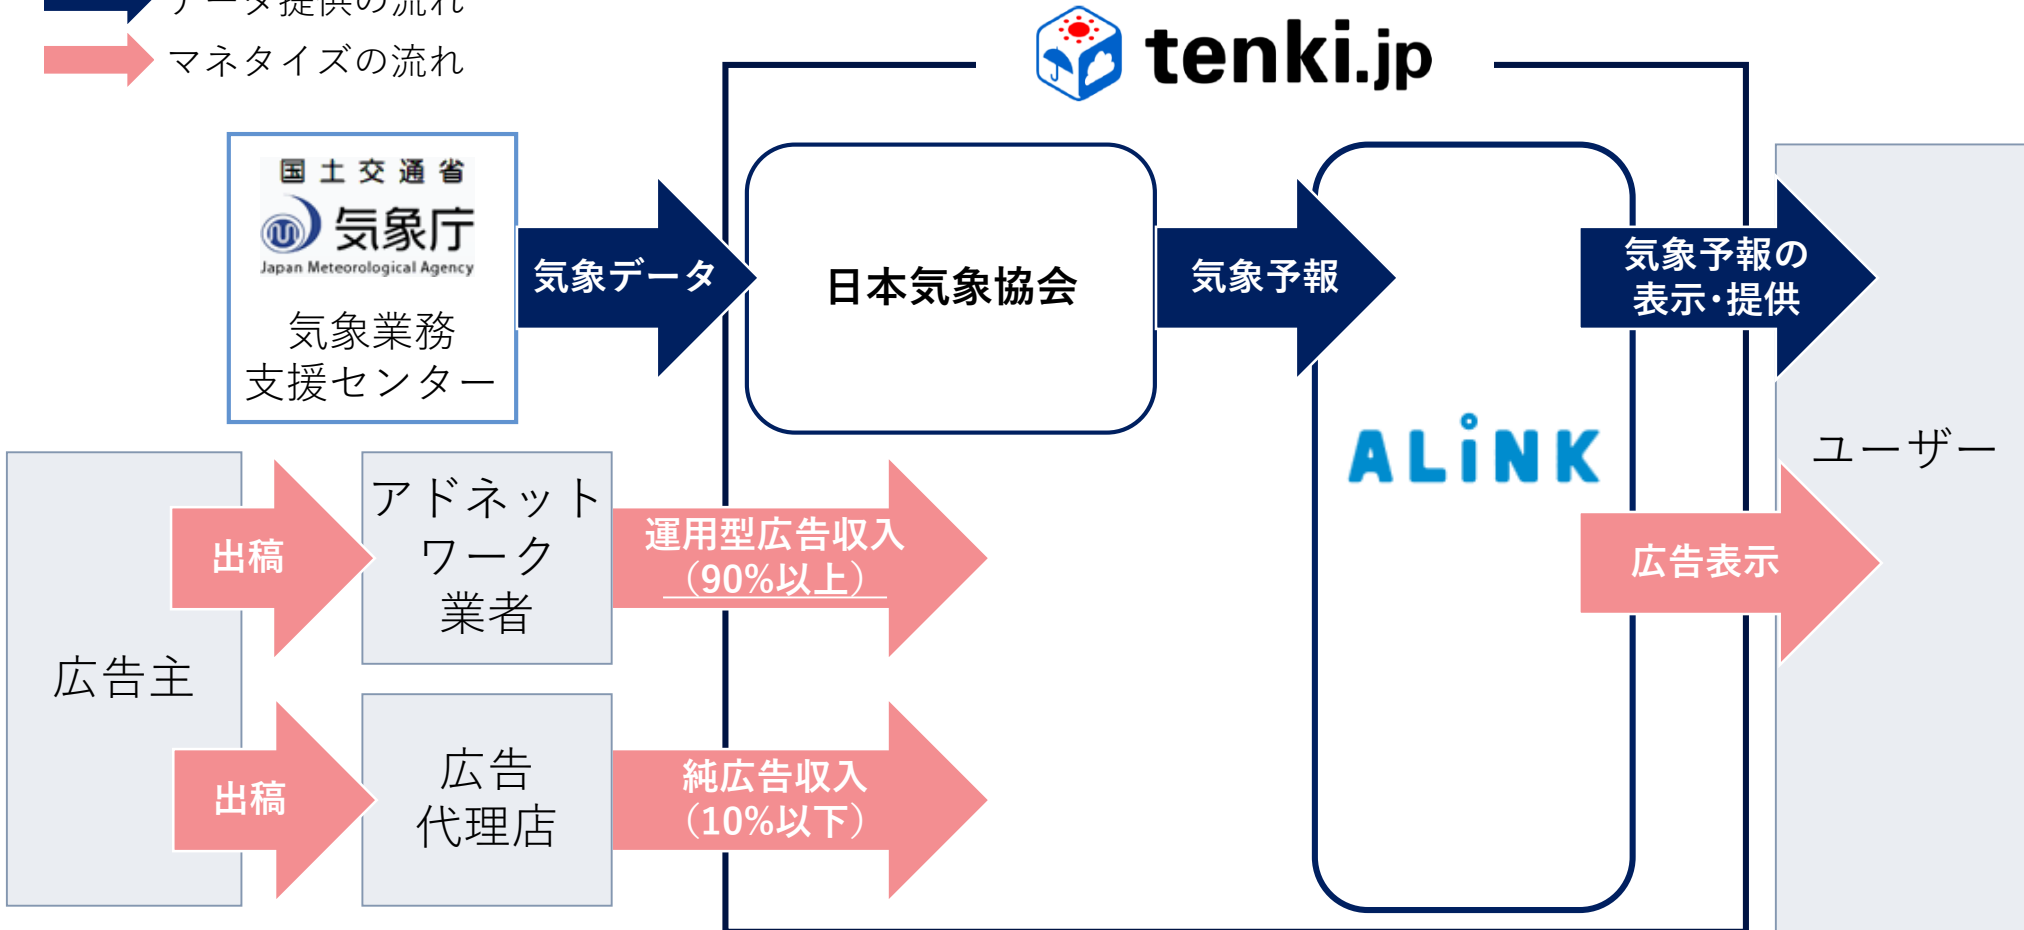 データ提供の流れ
マネタイズの流れ
tenki.jp
国土交通省
気象庁
Japan Meteorological Agency
気象業務
支援センター
気象データ
日本気象協会
気象予報
気象予報の
表示・提供
ALiNK
ユーザー
広告主
出稿
アドネット
ワーク
業者
運用型広告収入
（90%以上）
広告表示
出稿
広告
代理店
純広告収入
（10%以下）